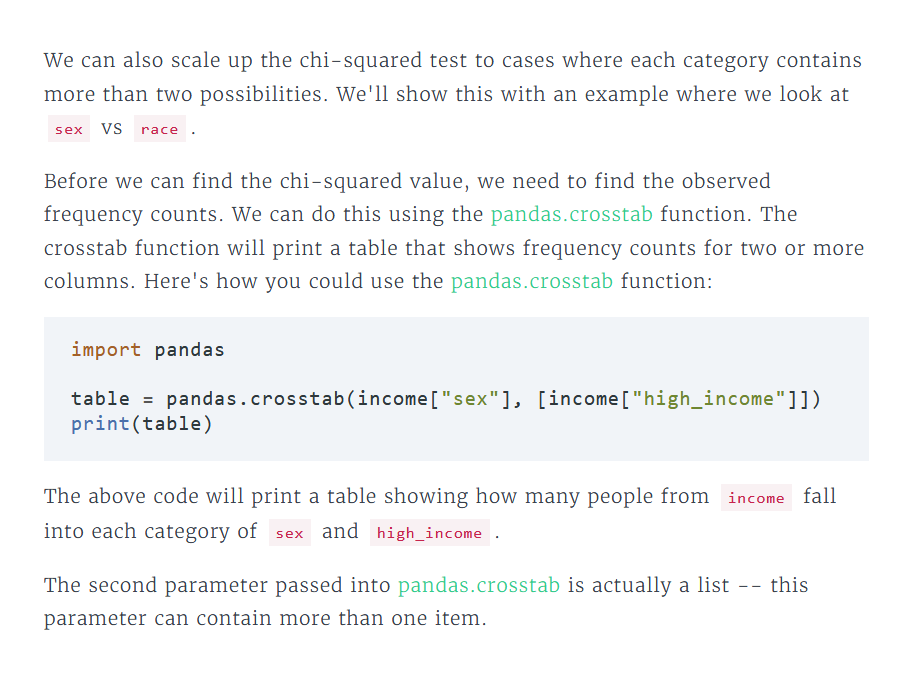 We can also scale up the chi-squared test to cases where each category contains
more than two possibilities. We'll show this with an example where we look at
sex vs race .
Before we can find the chi-squared value, we need to find the observed
frequency counts. We can do this using the pandas.crosstab function. The
crosstab function will print a table that shows frequency counts for two or more
columns. Here's how you could use the pandas.crosstab function:
import pandas
table = pandas.crosstab(income["sex"], [income["high_income"]])
print(table)
The above code will print a table showing how many people from income fall
into each category of sex and high_income .
The second parameter passed into pandas.crosstab is actually a list -- this
parameter can contain more than one item.